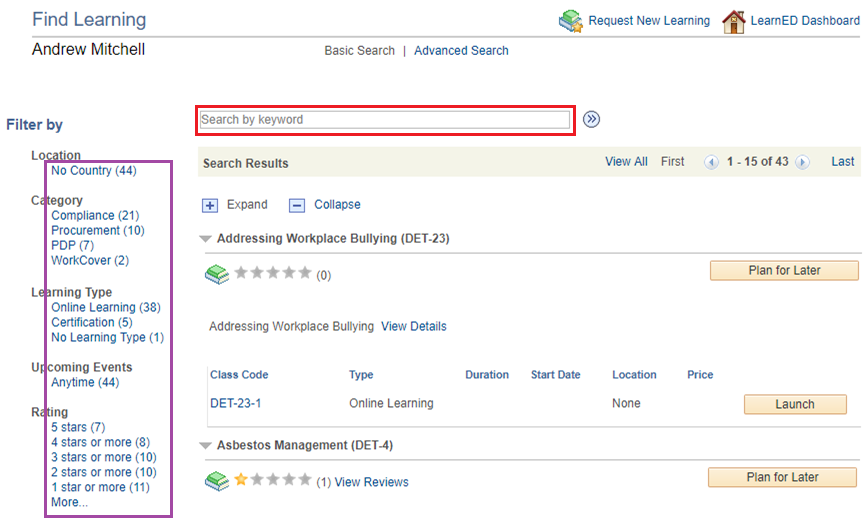 Find Learning
Request New Learning
LearnED Dashboard
Andrew Mitchell
Basic Search | Advanced Search
Search by keyword
Filter by
Location
No Country (44)
Category
Compliance (21)
Procurement (10)
PDP (7)
WorkCover (2)
Learning Type
Online Learning (38)
Certification (5)
No Learning Type (1)
Upcoming Events
Anytime (44)
Rating
5 stars (7)
4 stars or more (8)
3 stars or more (10)
2 stars or more (10)
1 star or more (11)
More...
Search Results
View All First 1 - 15 of 43 Last
Expand Collapse
Addressing Workplace Bullying (DET-23)
(0)
Plan for Later
Addressing Workplace Bullying View Details
Class Code Type Duration Start Date Location Price
DET-23-1 Online Learning None Launch
Asbestos Management (DET-4)
(1) View Reviews
Plan for Later